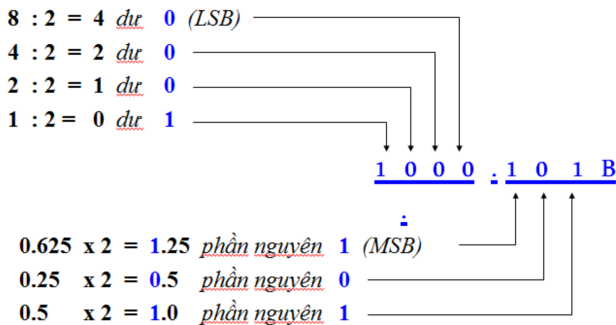 8 : 2 = 4 dư 0 (LSB)
4 : 2 = 2 dư 0
2 : 2 = 1 dư 0
1 : 2 = 0 dư 1
1 0 0 0 . 1 0 1 B
.
0.625 x 2 = 1.25 phần nguyên 1 (MSB)
0.25 x 2 = 0.5 phần nguyên 0
0.5 x 2 = 1.0 phần nguyên 1